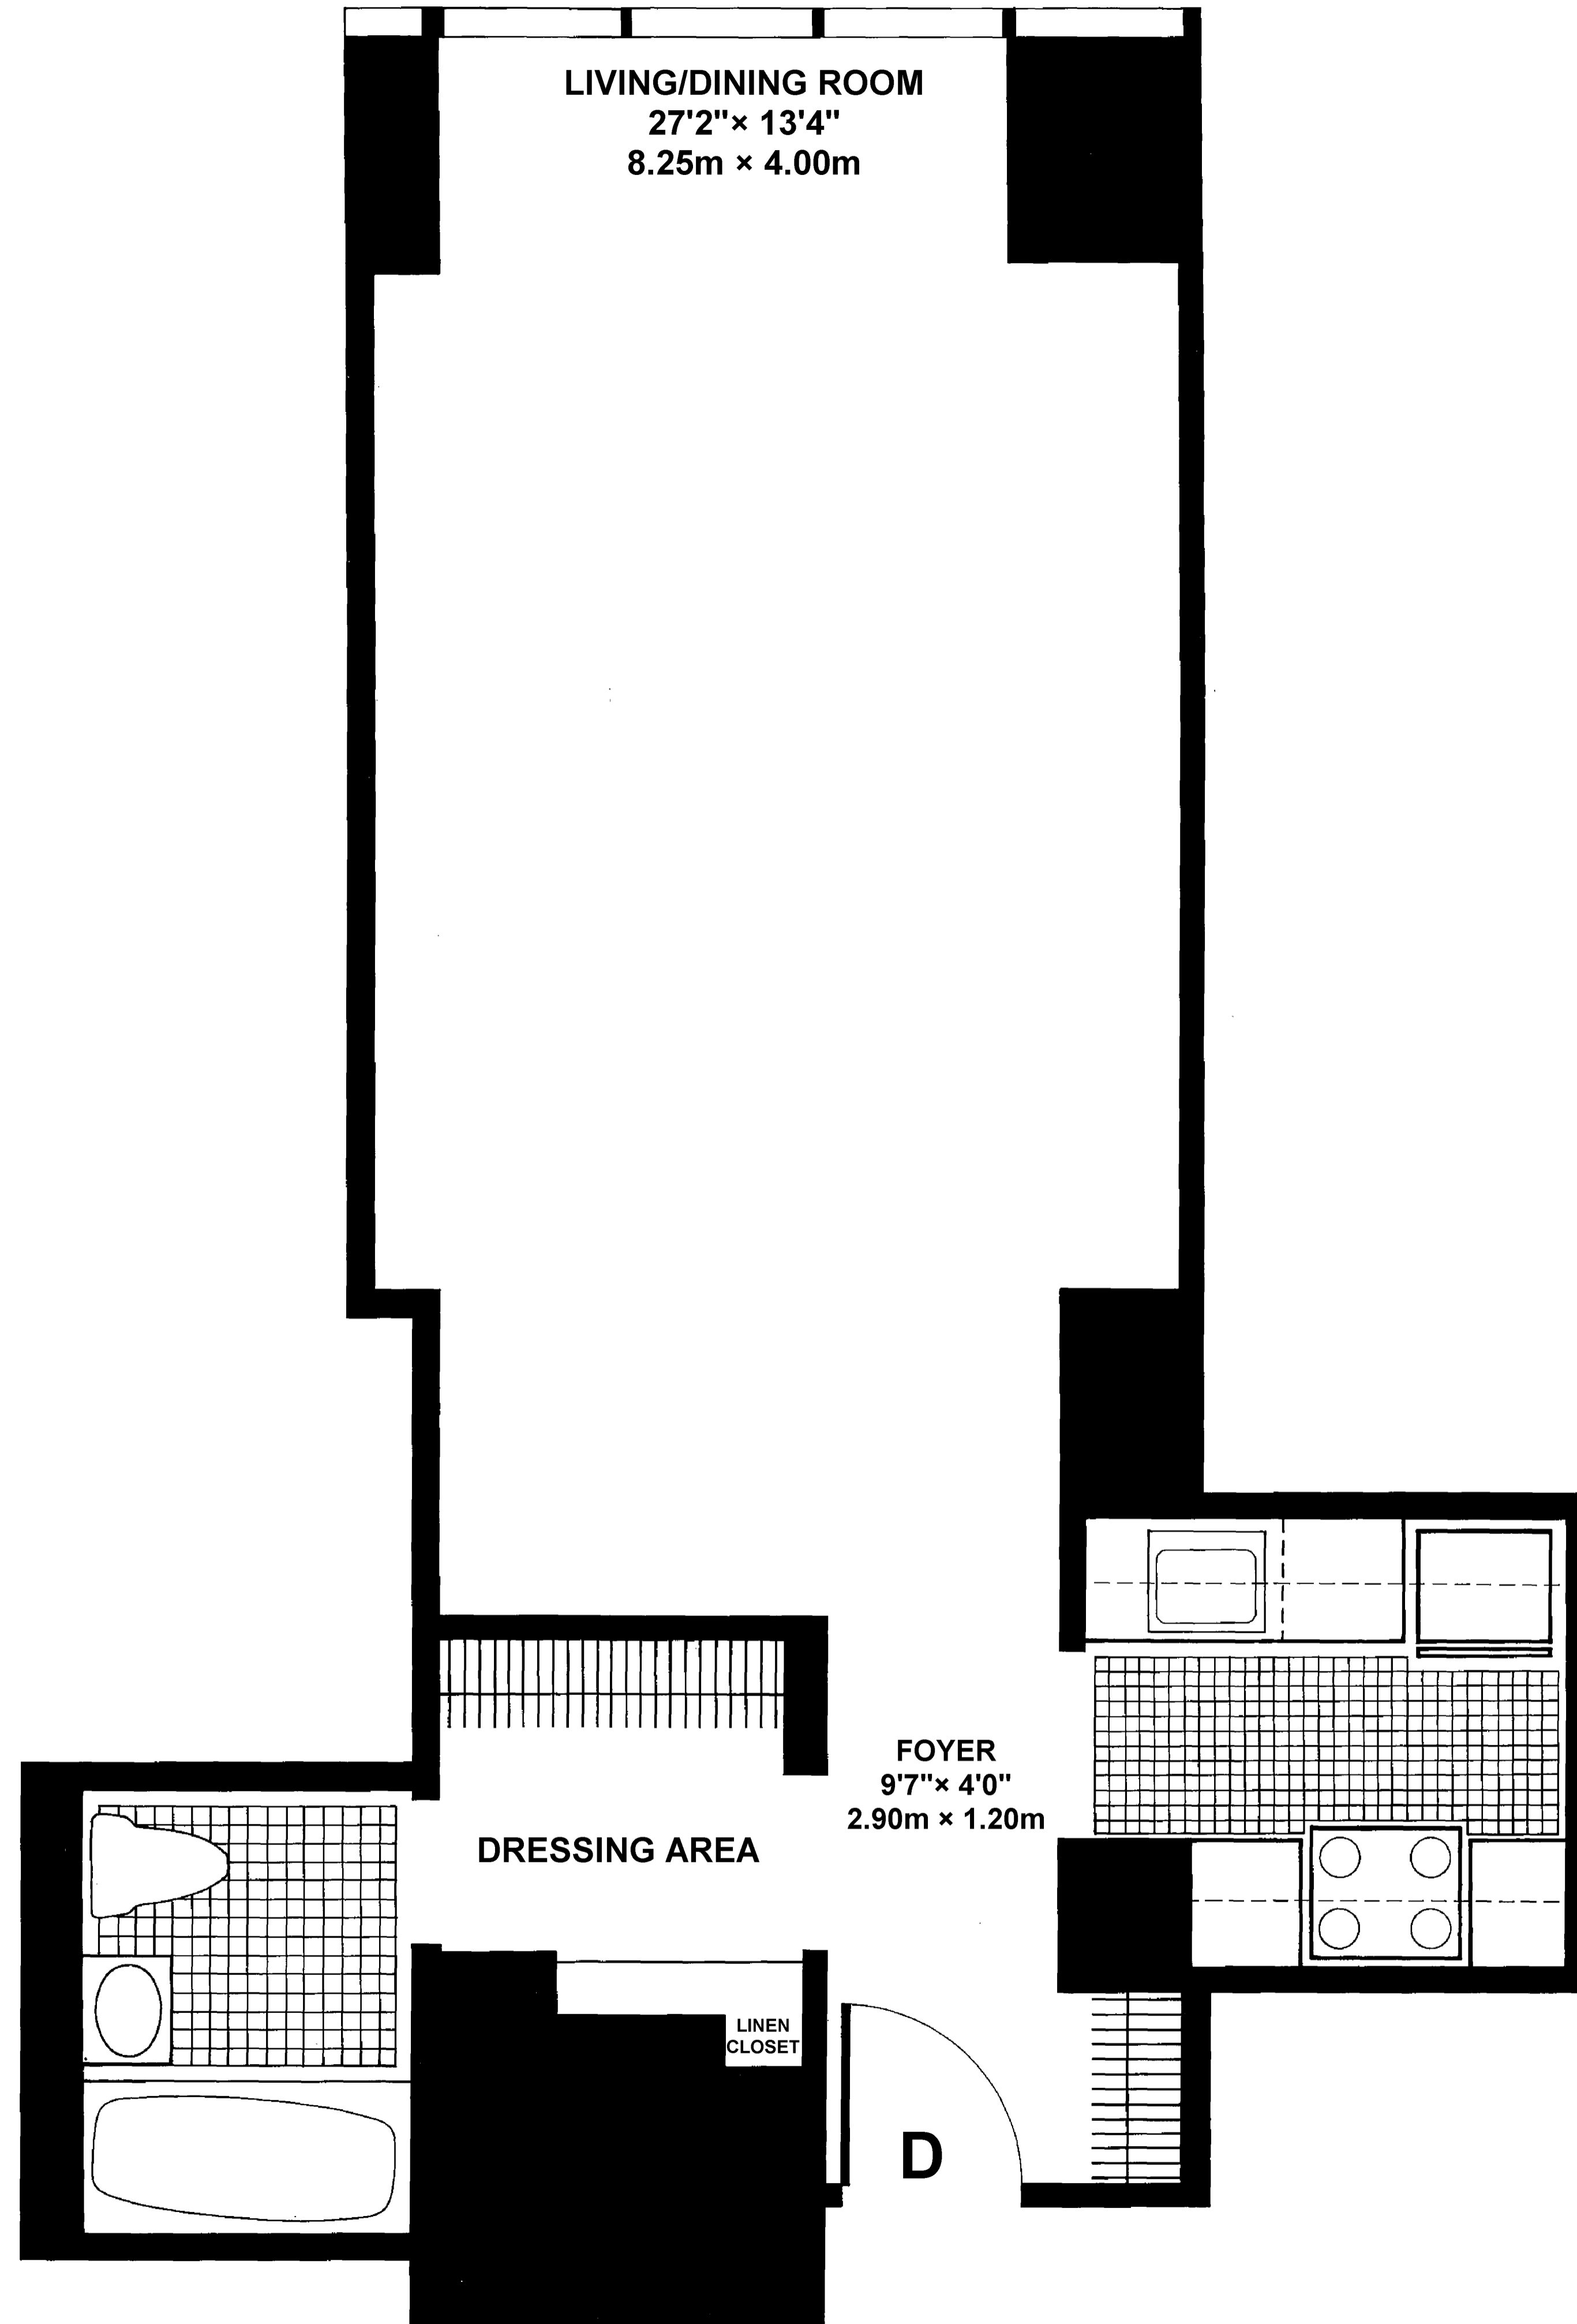 LIVING/DINING ROOM
27'2"× 13'4"
8.25m × 4.00m
FOYER
9'7"× 4'0"
2.90m × 1.20m
DRESSING AREA
LINEN
CLOSET
D